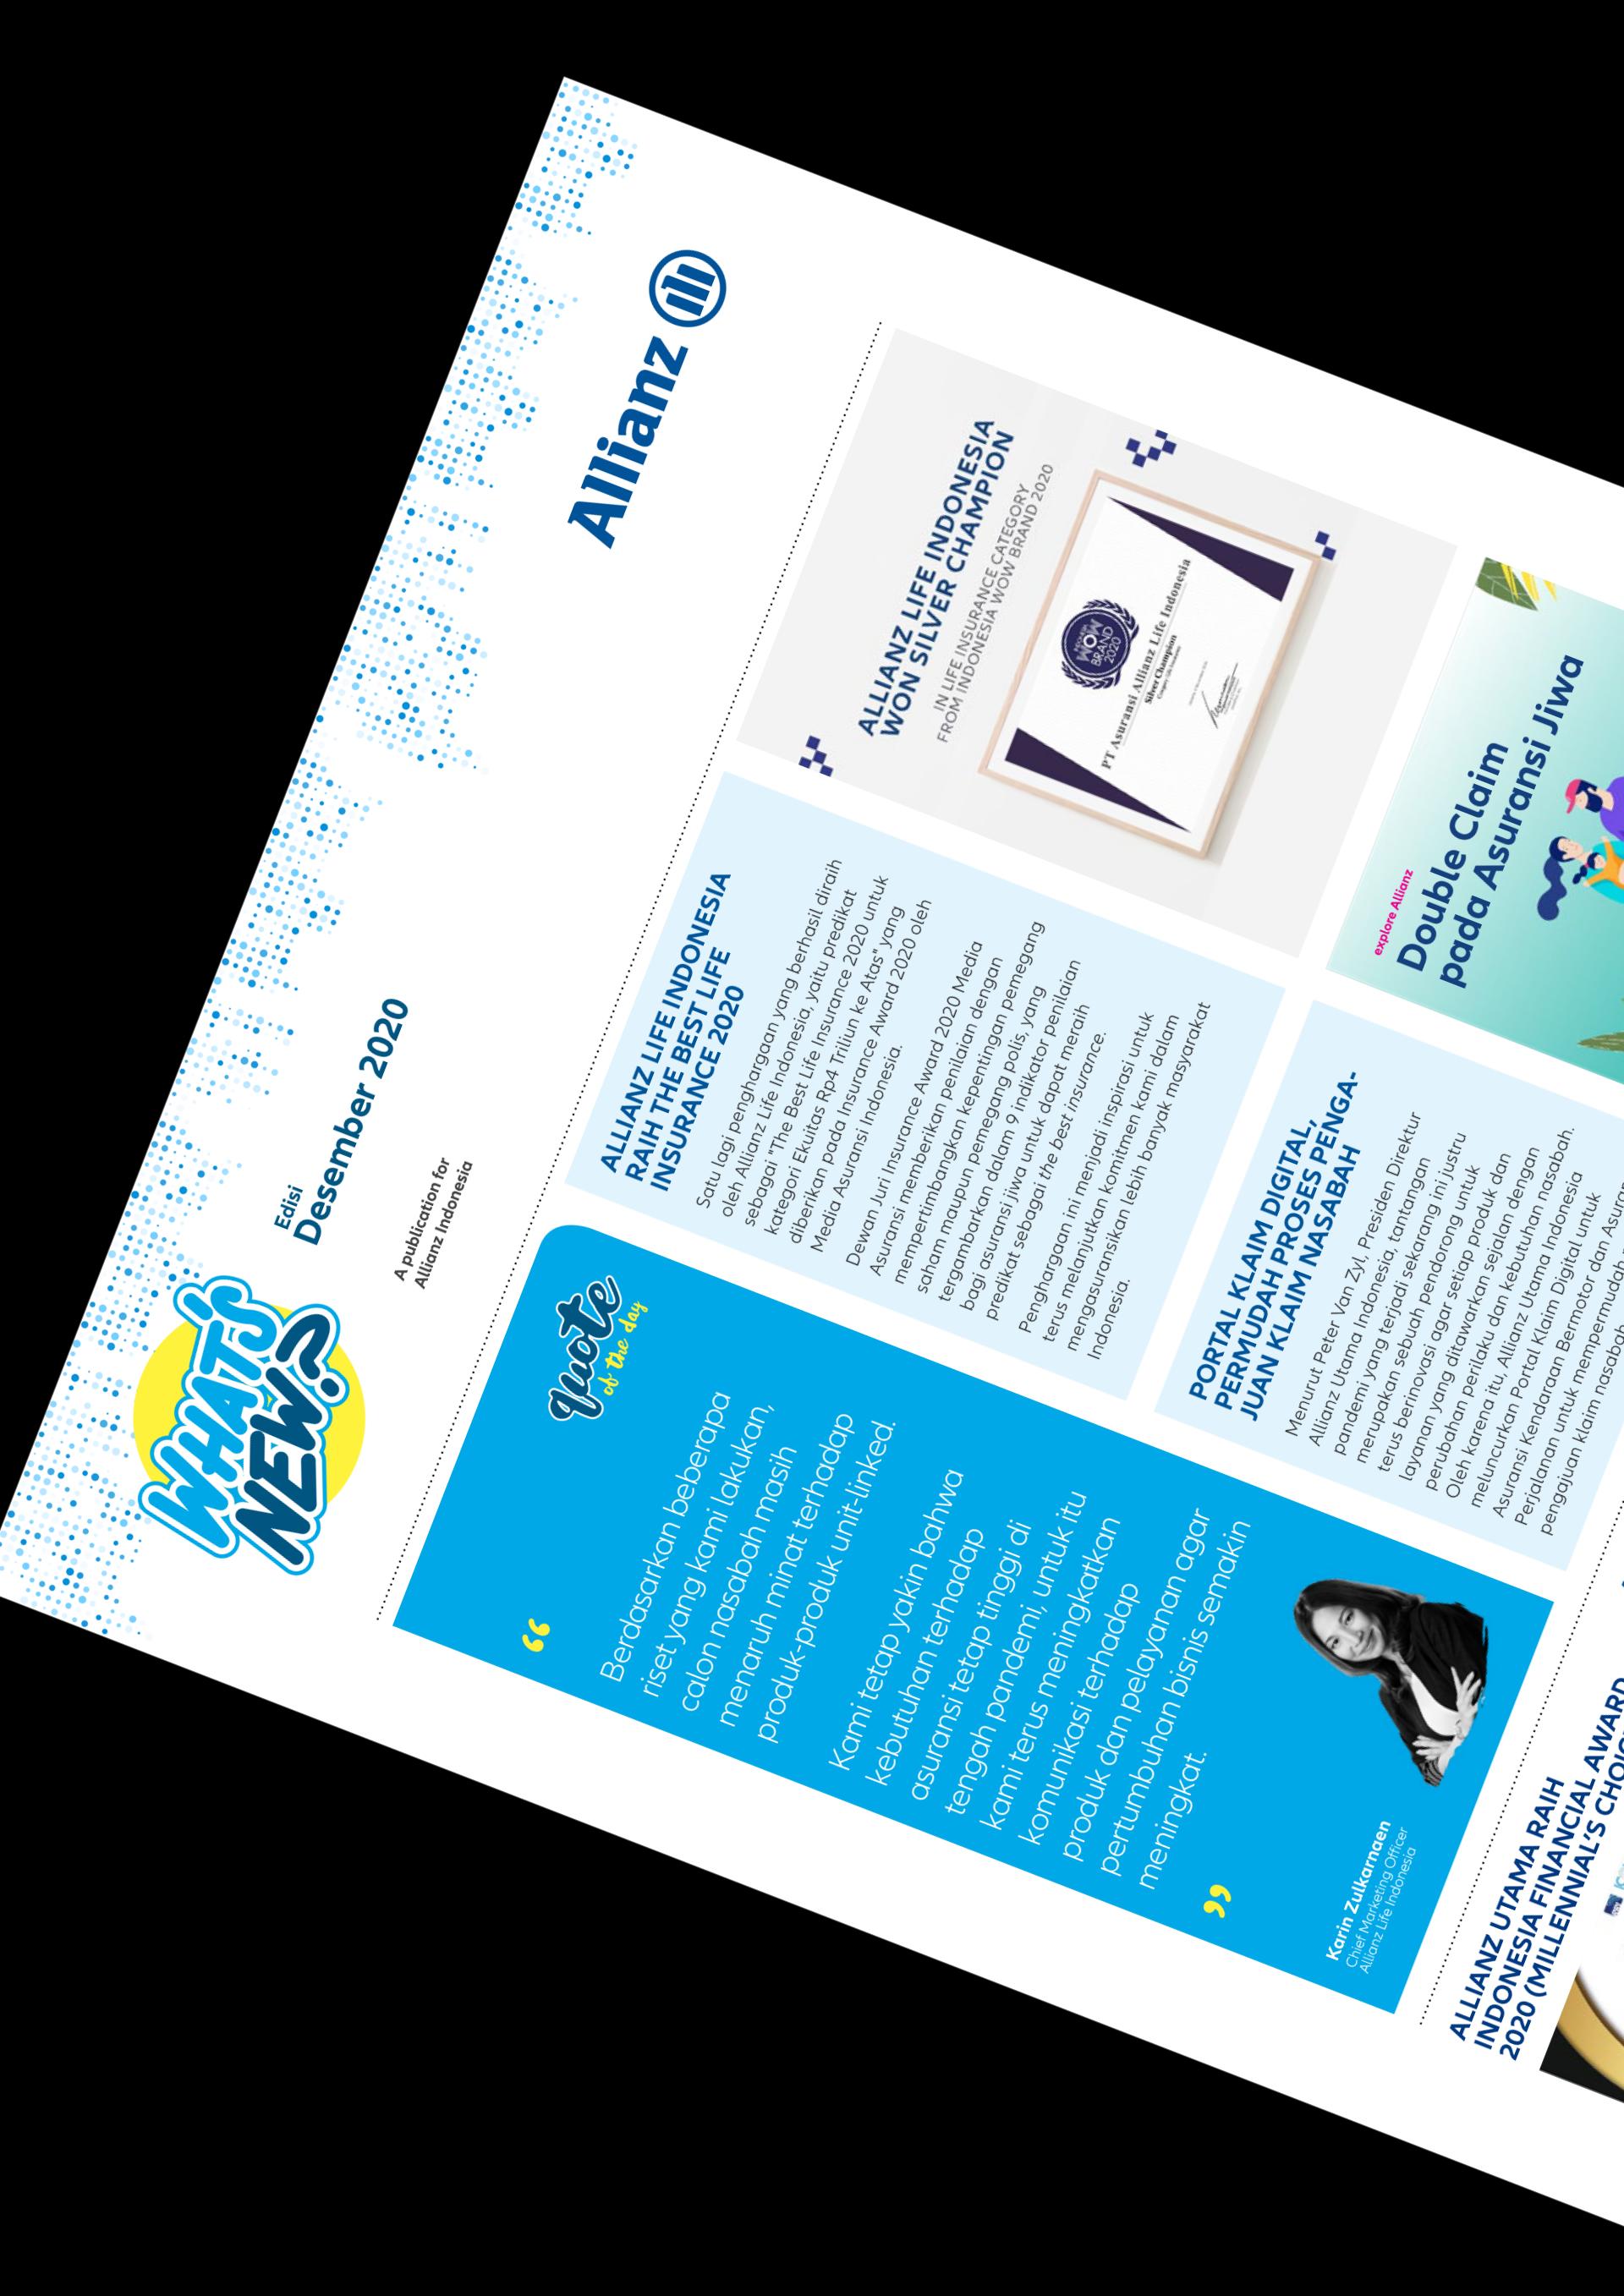 WHAT'S
NEW?
Edisi
Desember 2020
A publication for
Allianz Indonesia
Allianz
Quote
of the day
“
Berdasarkan beberapa
riset yang kami lakukan,
calon nasabah masih
menaruh minat terhadap
produk-produk unit-linked.
Kami tetap yakin bahwa
kebutuhan terhadap
asuransi tetap tinggi di
tengah pandemi, untuk itu
kami terus meningkatkan
komunikasi terhadap
produk dan pelayanan agar
pertumbuhan bisnis semakin
meningkat.
”
Karin Zulkarnaen
Chief Marketing Officer
Allianz Life Indonesia
ALLIANZ LIFE INDONESIA
RAIH THE BEST LIFE
INSURANCE 2020
Satu lagi penghargaan yang berhasil diraih
oleh Allianz Life Indonesia, yaitu predikat
sebagai "The Best Life Insurance 2020 untuk
kategori Ekuitas Rp4 Triliun ke Atas" yang
diberikan pada Insurance Award 2020 oleh
Media Asuransi Indonesia.
Dewan Juri Insurance Award 2020 Media
Asuransi memberikan penilaian dengan
mempertimbangkan kepentingan pemegang
saham maupun pemegang polis, yang
tergambarkan dalam 9 indikator penilaian
bagi asuransi jiwa untuk dapat meraih
predikat sebagai the best insurance.
Penghargaan ini menjadi inspirasi untuk
terus melanjutkan komitmen kami dalam
mengasuransikan lebih banyak masyarakat
Indonesia.
ALLIANZ LIFE INDONESIA
WON SILVER CHAMPION
IN LIFE INSURANCE CATEGORY
FROM INDONESIA WOW BRAND 2020
WOW
BRAND
2020
PT Asuransi Allianz Life Indonesia
Silver Champion
PORTAL KLAIM DIGITAL,
PERMUDAH PROSES PENGA-
JUAN KLAIM NASABAH
Menurut Peter Van Zyl, Presiden Direktur
Allianz Utama Indonesia, tantangan
pandemi yang terjadi sekarang ini justru
merupakan sebuah pendorong untuk
terus berinovasi agar setiap produk dan
layanan yang ditawarkan sejalan dengan
perubahan perilaku dan kebutuhan nasabah.
Oleh karena itu, Allianz Utama Indonesia
meluncurkan Portal Klaim Digital untuk
Asuransi Kendaraan Bermotor dan
Perjalanan untuk mempermudah
pengajuan klaim nasabah
explore Allianz
Double Claim
pada Asuransi Jiwa
ALLIANZ UTAMA RAIH
INDONESIA FINANCIAL AWARD
2020 (MILLENNIAL'S